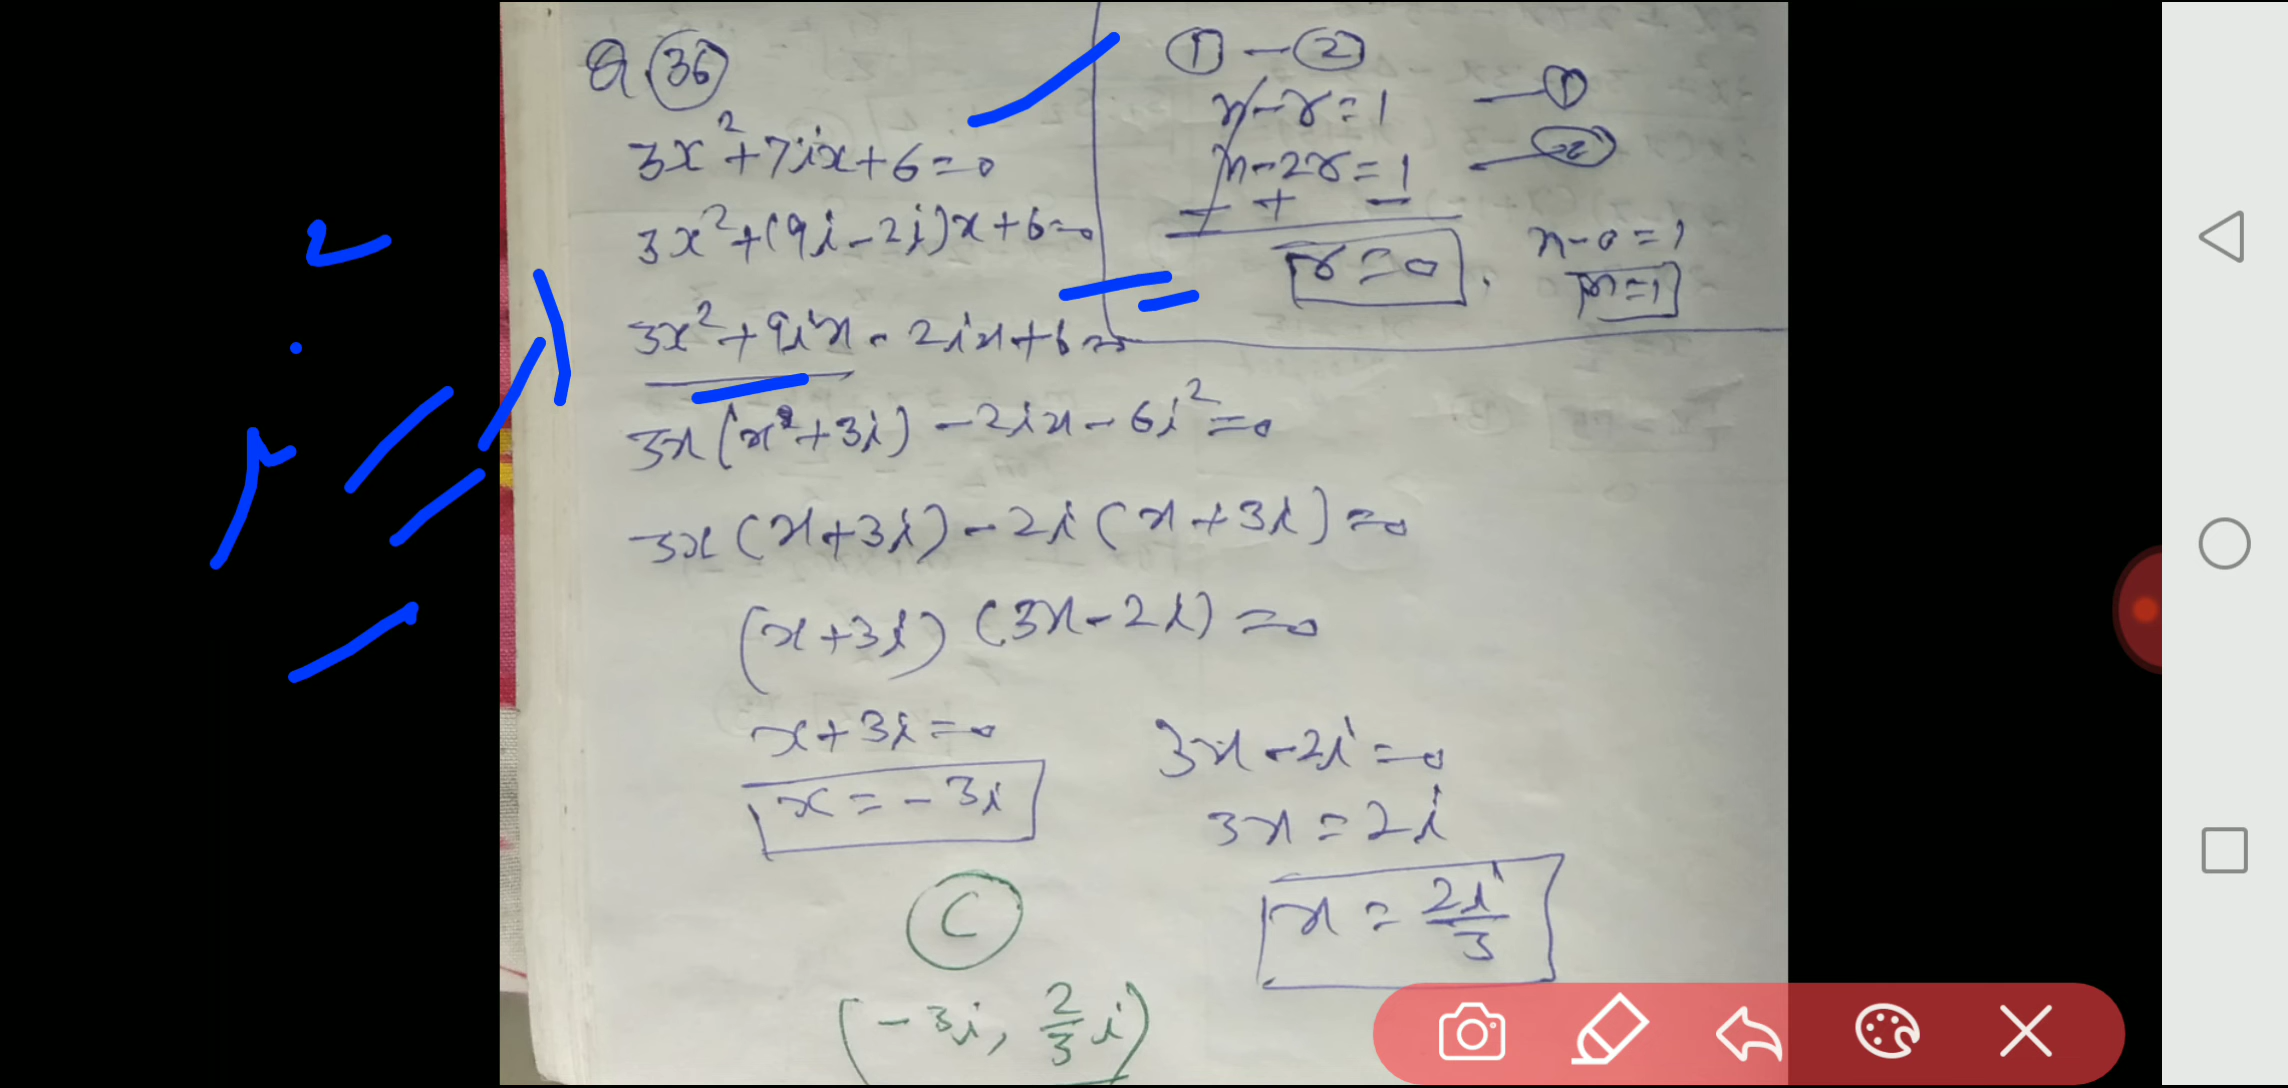 Q. 36
3x²+7ix+6=0
3x²+(9i-2i)x+6=0
3x²+9ix-2ix+6=0
3x(x+3i)-2ix-6i²=0
3x(x+3i)-2i(x+3i)=0
(x+3i)(3x-2i)=0
x+3i=0
x=-3i
3x-2i=0
3x=2i
x=2i/3
C
(-3i, 2/3 i)
1 - 2
n-r=1 — 1
n-2r=1 — 2
- + -
r=0, n-0=1
n=1